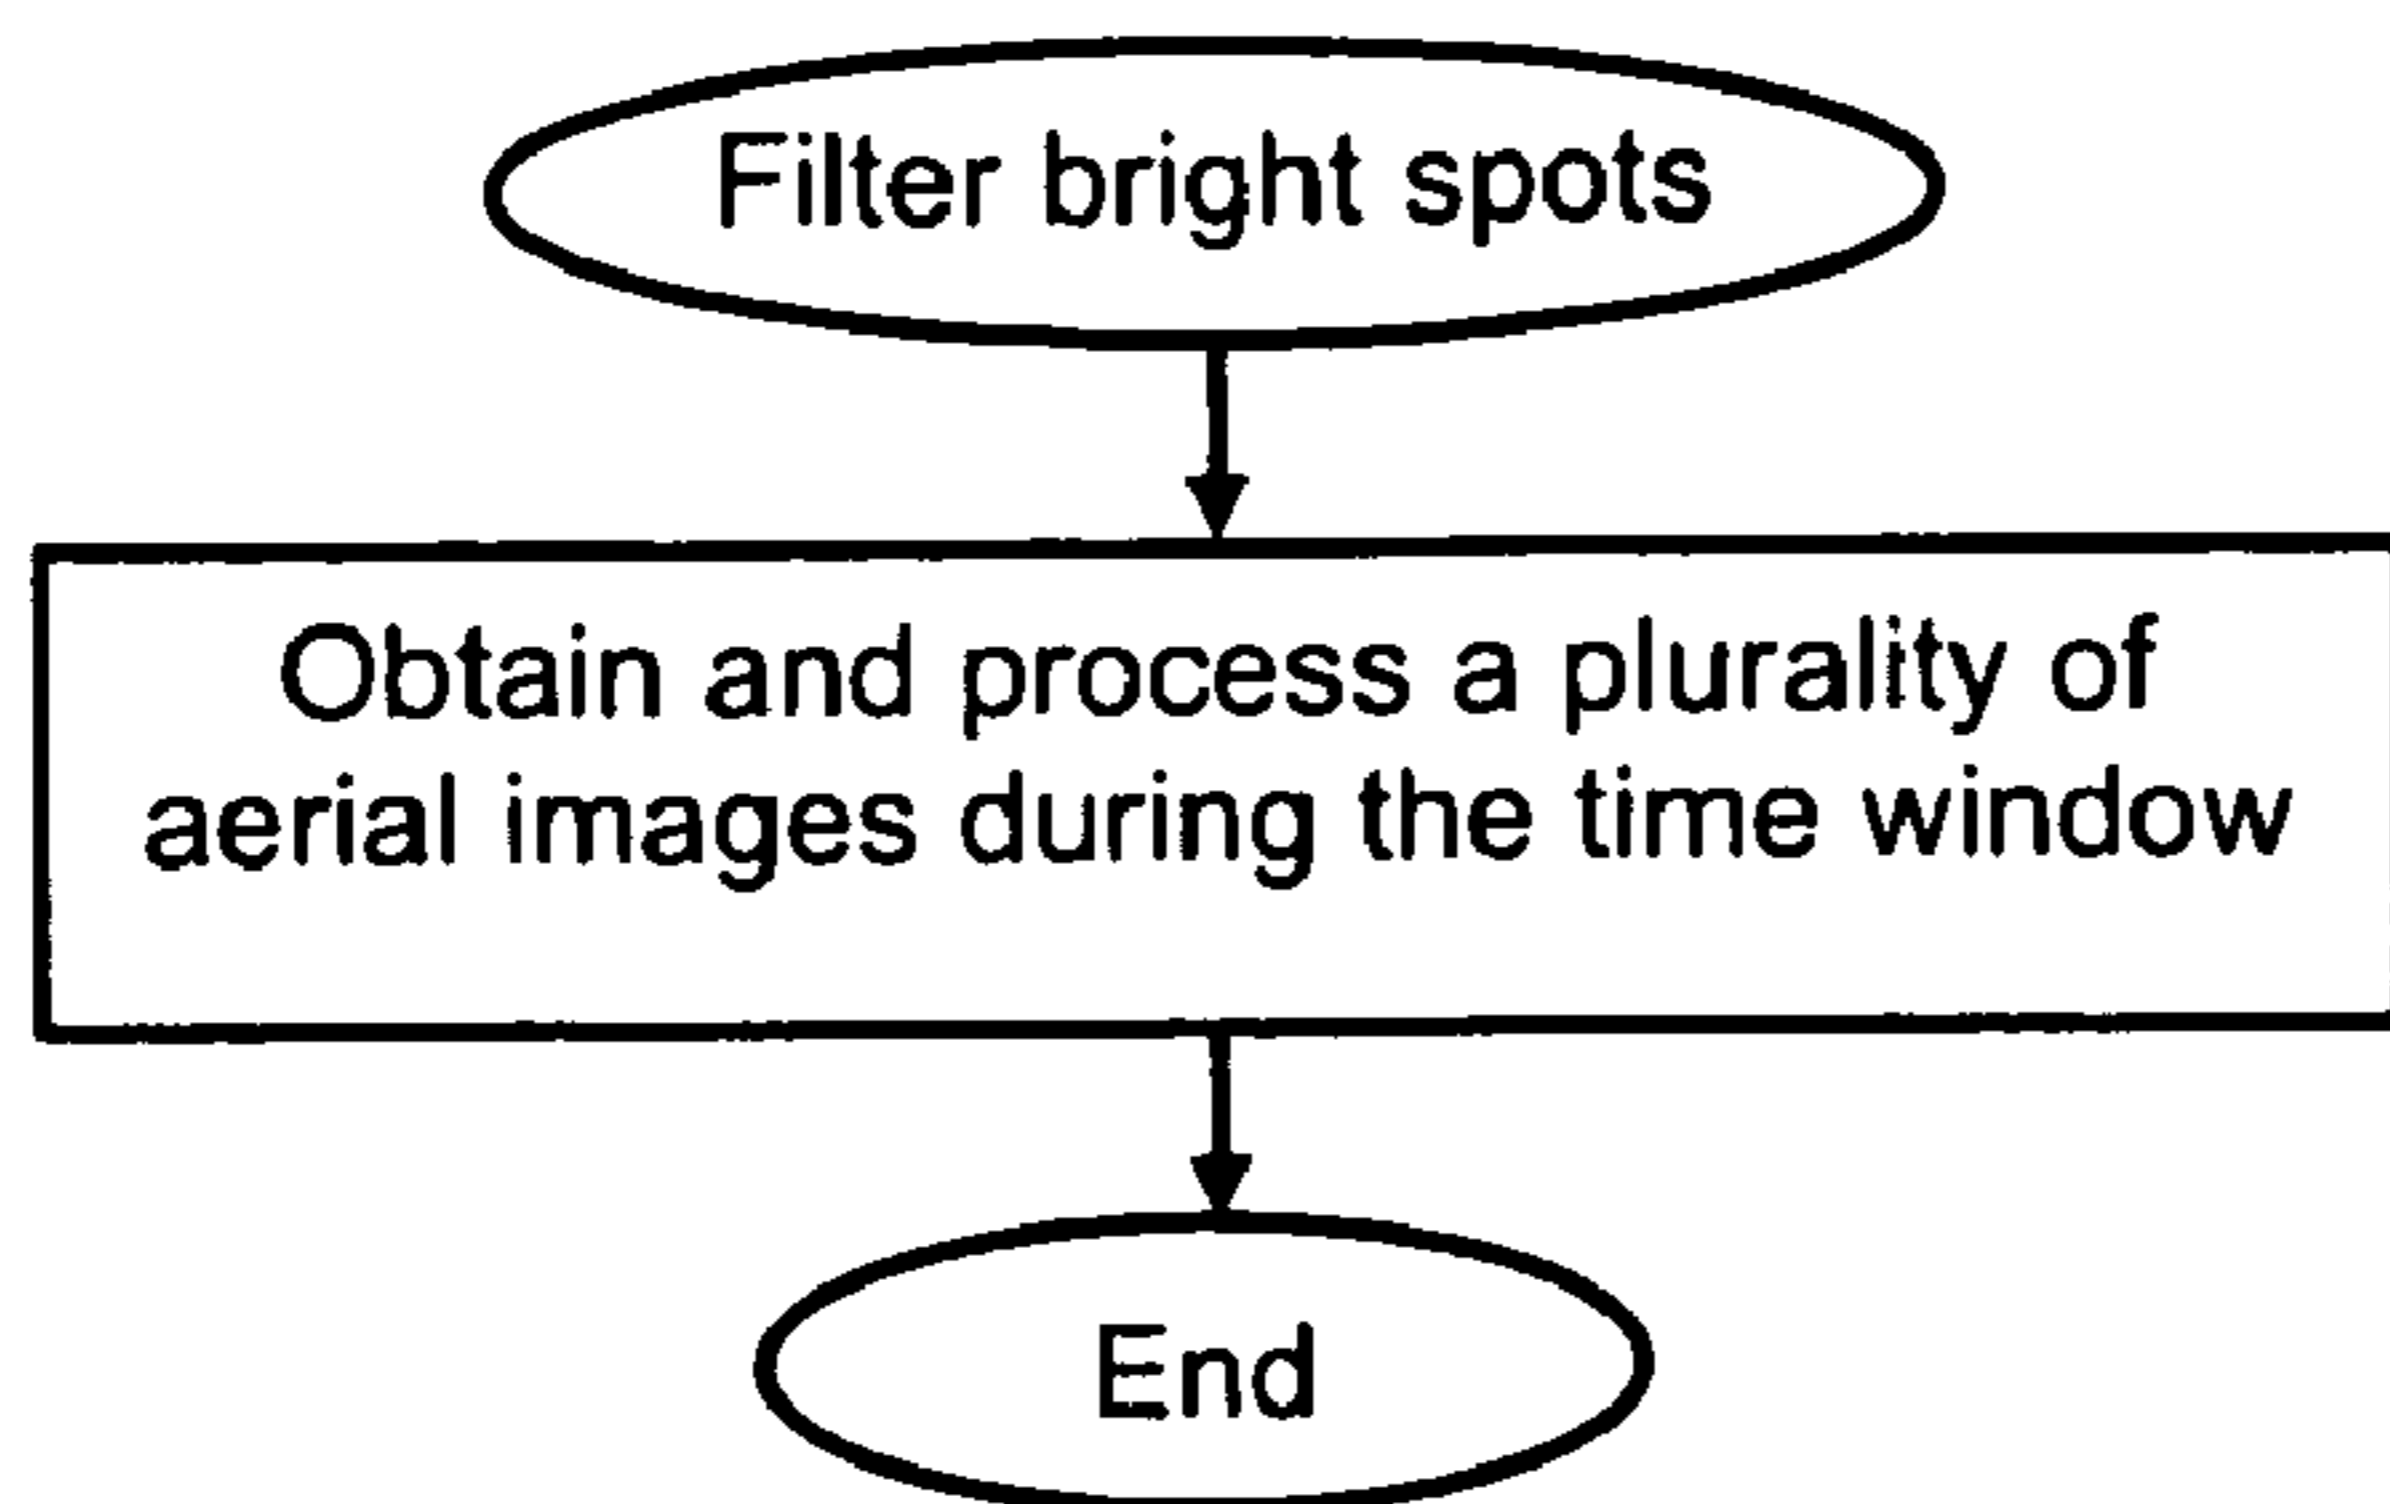 Filter bright spots
Obtain and process a plurality of
aerial images during the time window
End